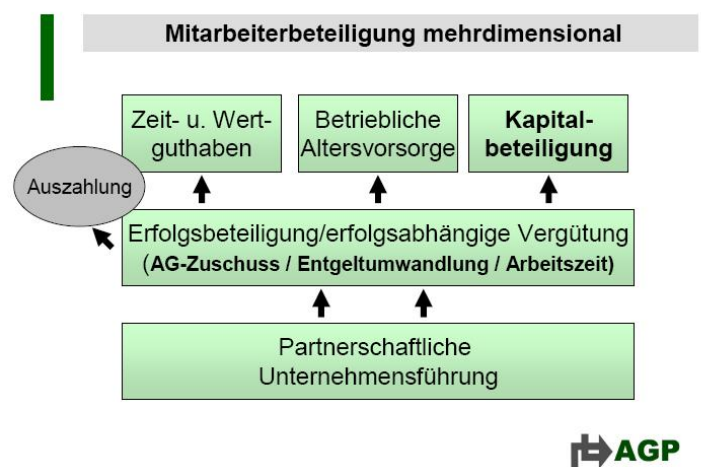 Mitarbeiterbeteiligung mehrdimensional
Zeit- u. Wert-
guthaben
Betriebliche
Altersvorsorge
Kapital-
beteiligung
Auszahlung
Erfolgsbeteiligung/erfolgsabhängige Vergütung
(AG-Zuschuss / Entgeltumwandlung / Arbeitszeit)
Partnerschaftliche
Unternehmensführung
AGP